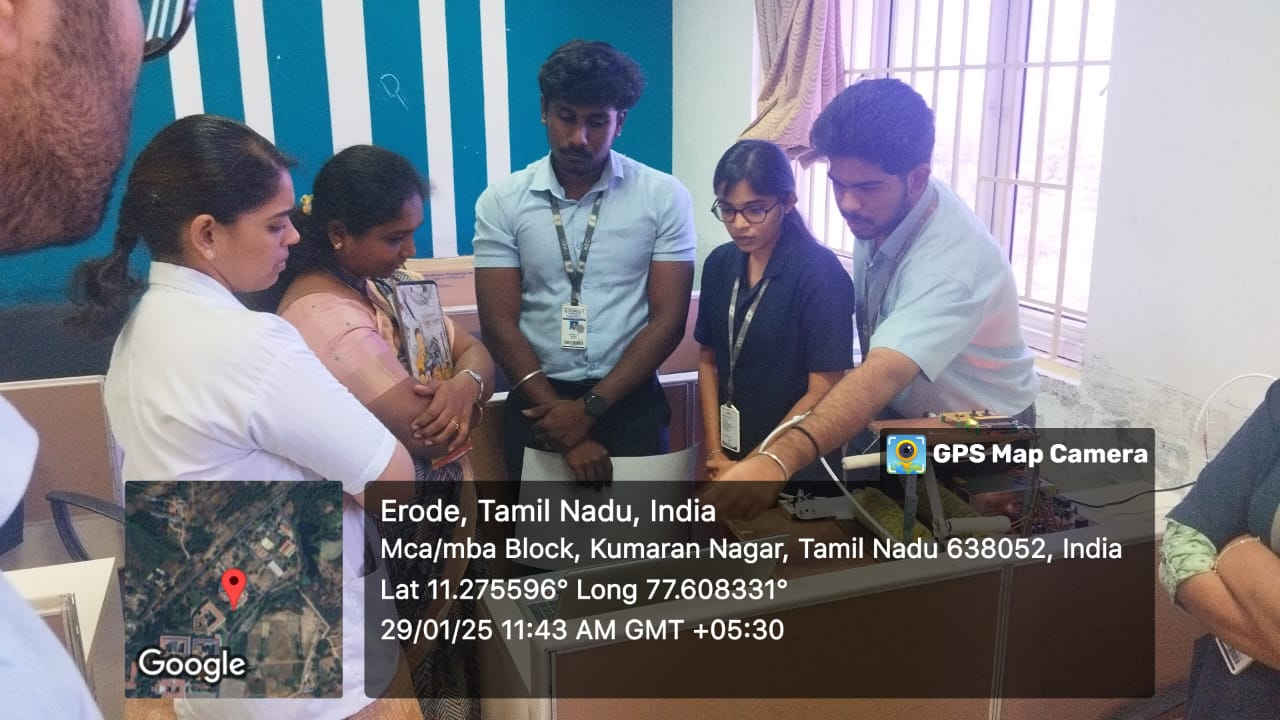 GPS Map Camera
Erode, Tamil Nadu, India
Mca/mba Block, Kumaran Nagar, Tamil Nadu 638052, India
Lat 11.275596° Long 77.608331°
29/01/25 11:43 AM GMT +05:30
Google